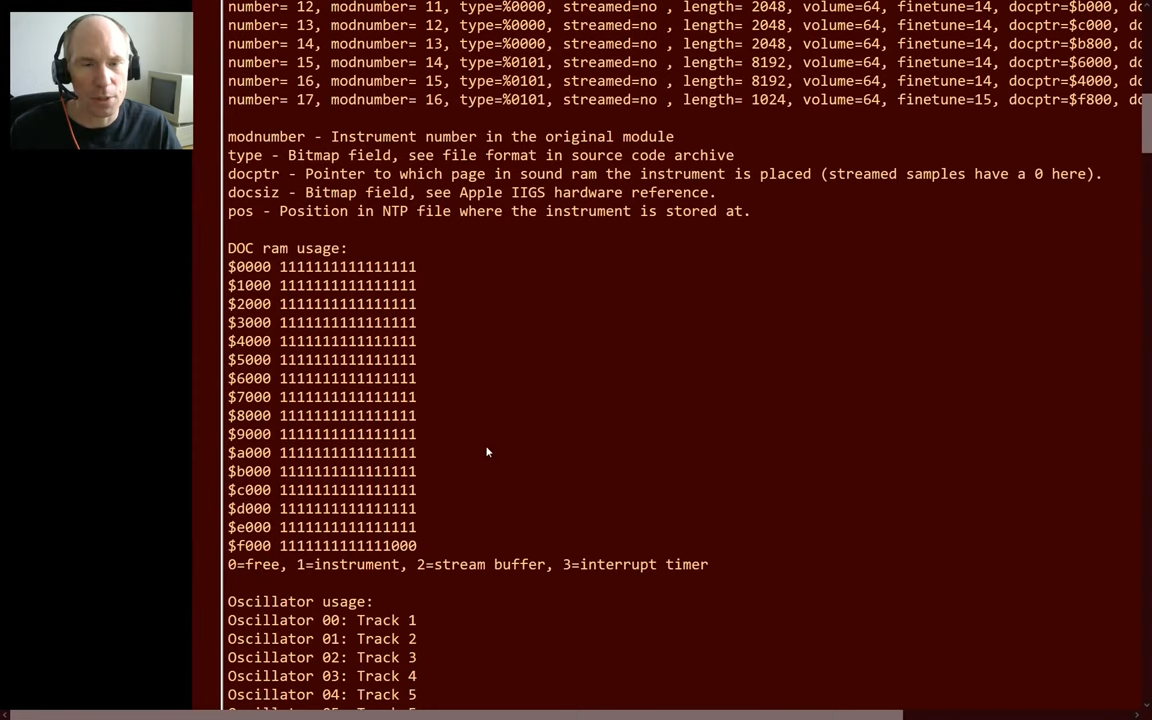 number= 12, modnumber= 11, type=%0000, streamed=no , length= 2048, volume=64, finetune=14, docptr=$b000,
number= 13, modnumber= 12, type=%0000, streamed=no , length= 2048, volume=64, finetune=14, docptr=$c000, dc
number= 14, modnumber= 13, type=%0000, streamed=no , length= 2048, volume=64, finetune=14, docptr=$b800, dc
number= 15, modnumber= 14, type=%0101, streamed=no , length= 8192, volume=64, finetune=14, docptr=$6000, dc
number= 16, modnumber= 15, type=%0101, streamed=no , length= 8192, volume=64, finetune=14, docptr=$4000, dc
number= 17, modnumber= 16, type=%0101, streamed=no , length= 1024, volume=64, finetune=15, docptr=$f800, dc
modnumber - Instrument number in the original module
type - Bitmap field, see file format in source code archive
docptr - Pointer to which page in sound ram the instrument is placed (streamed samples have a 0 here).
docsiz - Bitmap field, see Apple IIGS hardware reference.
pos - Position in NTP file where the instrument is stored at.
DOC ram usage:
$0000 1111111111111111
$1000 1111111111111111
$2000 1111111111111111
$3000 1111111111111111
$4000 1111111111111111
$5000 1111111111111111
$6000 1111111111111111
$7000 1111111111111111
$8000 1111111111111111
$9000 1111111111111111
$a000 1111111111111111
$b000 1111111111111111
$c000 1111111111111111
$d000 1111111111111111
$e000 1111111111111111
$f000 1111111111111000
0=free, 1=instrument, 2=stream buffer, 3=interrupt timer
Oscillator usage:
Oscillator 00: Track 1
Oscillator 01: Track 2
Oscillator 02: Track 3
Oscillator 03: Track 4
Oscillator 04: Track 5